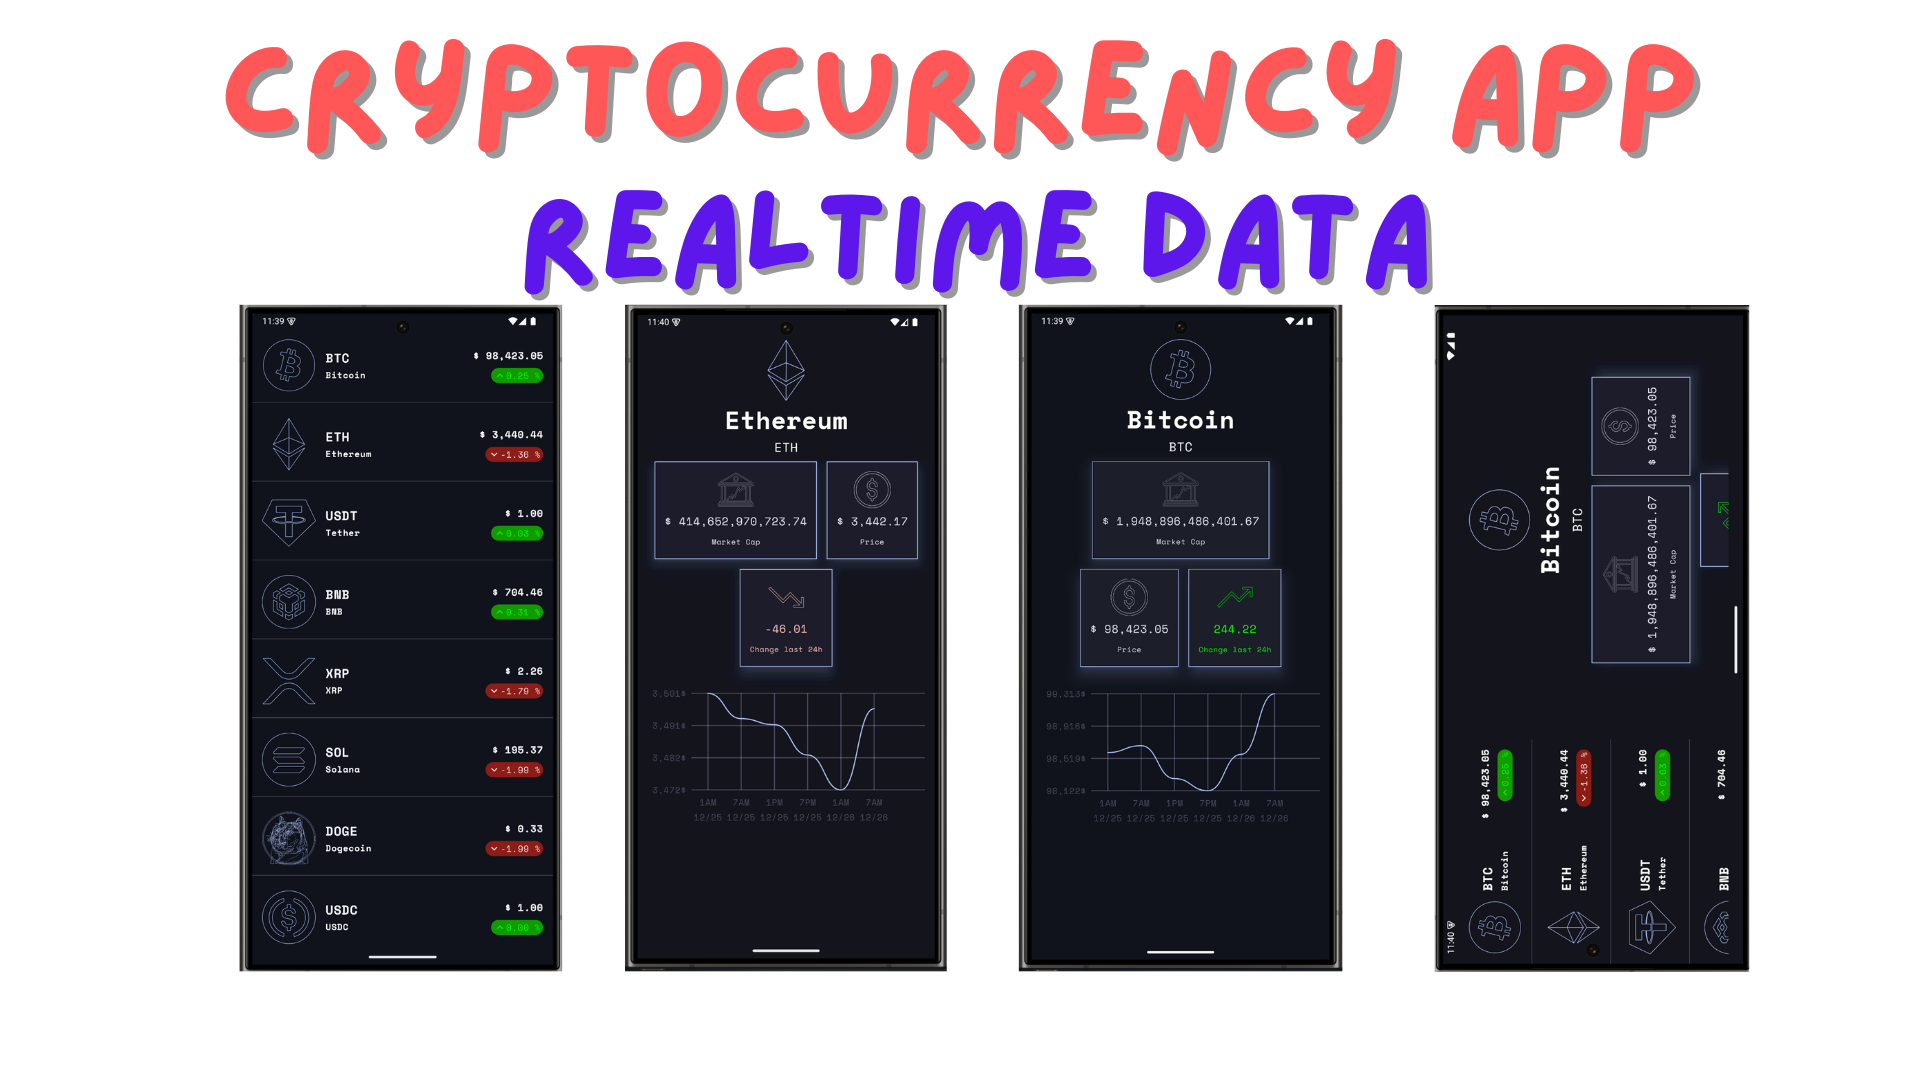 CRYPTOCURRENCY APP
REALTIME DATA
11:39
BTC
Bitcoin
$ 98,423.05
0.25 %
ETH
Ethereum
$ 3,440.44
-1.36 %
USDT
Tether
$ 1.00
0.03 %
BNB
BNB
$ 704.46
0.31 %
XRP
XRP
$ 2.26
-1.79 %
SOL
Solana
$ 195.37
-1.99 %
DOGE
Dogecoin
$ 0.33
-1.99 %
USDC
USDC
$ 1.00
0.00 %
11:40
Ethereum
ETH
$ 414,652,970,723.74
Market Cap
$ 3,442.17
Price
-46.01
Change last 24h
3,501$
3,491$
3,482$
3,472$
1AM 7AM 1PM 7PM 1AM 7AM
12/25 12/25 12/25 12/25 12/26 12/26
11:39
Bitcoin
BTC
$ 1,948,896,486,401.67
Market Cap
$ 98,423.05
Price
244.22
Change last 24h
99,313$
98,916$
98,519$
98,122$
1AM 7AM 1PM 7PM 1AM 7AM
12/25 12/25 12/25 12/25 12/26 12/26
11:40
BTC
Bitcoin
$ 98,423.05
0.25 %
ETH
Ethereum
$ 3,440.44
-1.36 %
USDT
Tether
$ 1.00
0.03 %
BNB
$ 704.46
Bitcoin
BTC
$ 1,948,896,486,401.67
Market Cap
$ 98,423.05
Price